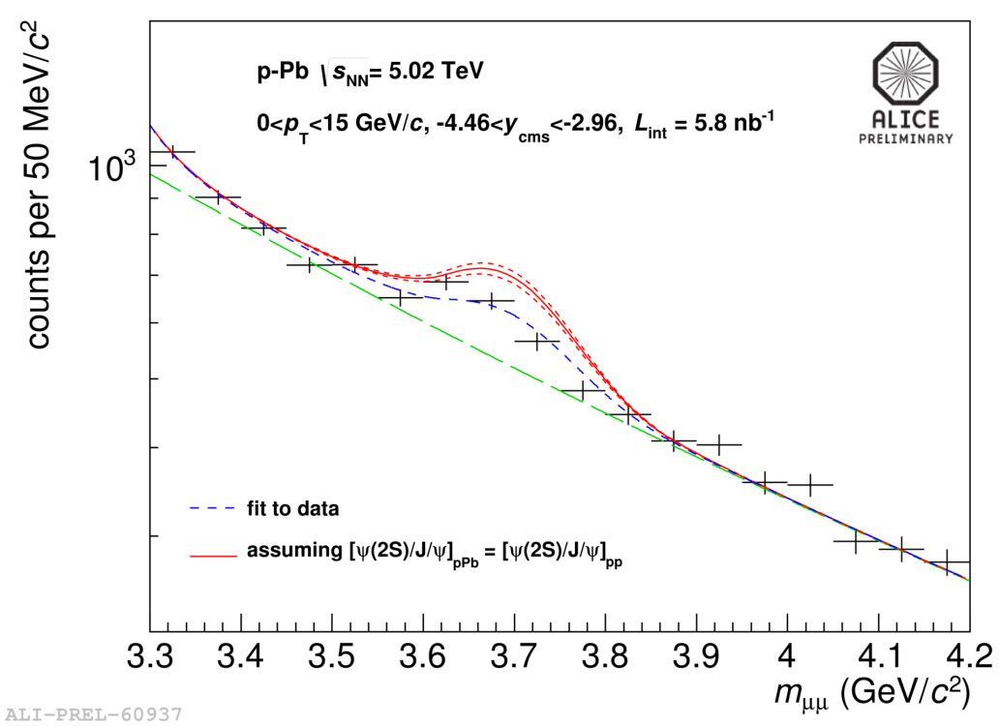 counts per 50 MeV/c²
10³
p-Pb √sNN= 5.02 TeV
0<pT<15 GeV/c, -4.46<ycms<-2.96, Lint = 5.8 nb⁻¹
ALICE
PRELIMINARY
fit to data
assuming [ψ(2S)/J/ψ]pPb = [ψ(2S)/J/ψ]pp
3.3 3.4 3.5 3.6 3.7 3.8 3.9 4 4.1 4.2
mμμ (GeV/c²)
ALI-PREL-60937